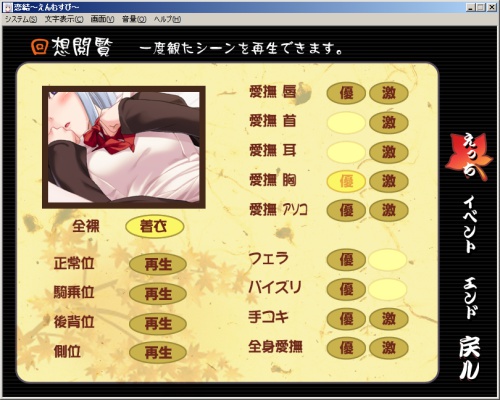 恋結～えんむすび～
システム(S) 文字表示(C) 画面(V) 音量(O) ヘルプ(H)
回想閲覧 一度観たシーンを再生できます。
全裸 着衣
正常位 再生
騎乗位 再生
後背位 再生
側位 再生
愛撫 唇 優 激
愛撫 首 激
愛撫 耳 激
愛撫 胸 優 激
愛撫 アソコ 優 激
フェラ 優
パイズリ 優
手コキ 優 激
全身愛撫 優 激
えっち
イベント
エンド
戻ル